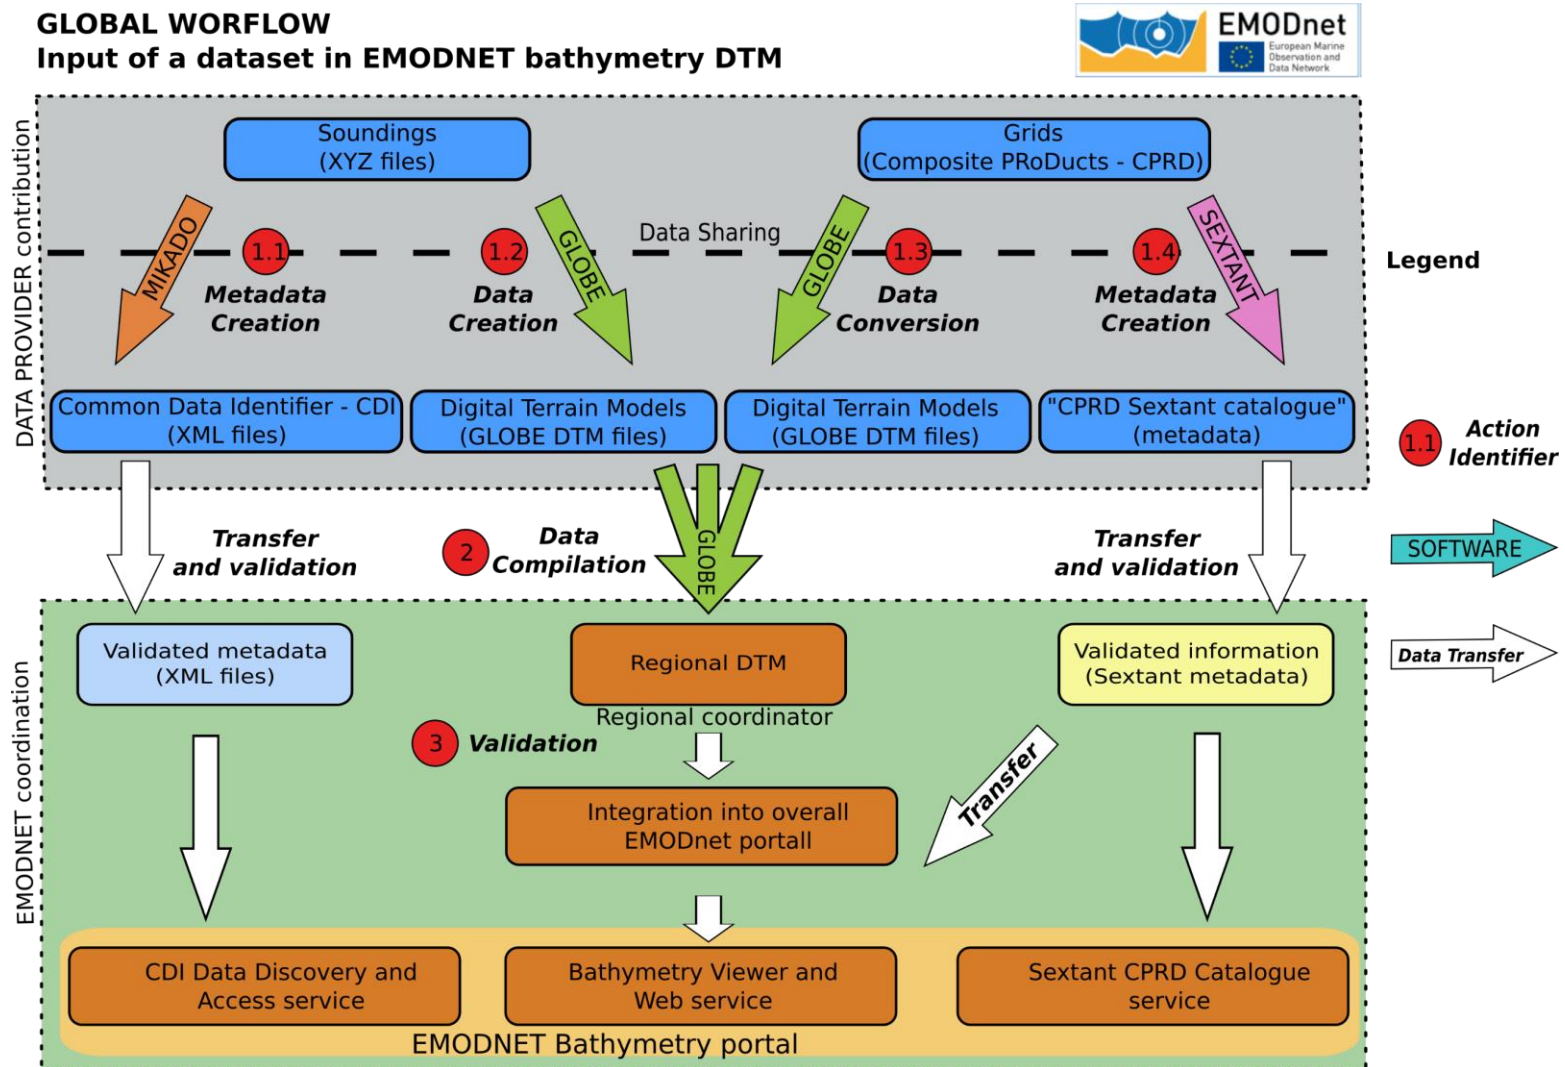 GLOBAL WORFLOW
Input of a dataset in EMODNET bathymetry DTM
EMODnet
European Marine
Observation and
Data Network
DATA PROVIDER contribution
Soundings
(XYZ files)
Grids
(Composite PRoDucts - CPRD)
MIKADO
1.1
Metadata
Creation
1.2
Data
Creation
GLOBE
Data Sharing
GLOBE
1.3
Data
Conversion
1.4
Metadata
Creation
SEXTANT
Common Data Identifier - CDI
(XML files)
Digital Terrain Models
(GLOBE DTM files)
Digital Terrain Models
(GLOBE DTM files)
"CPRD Sextant catalogue"
(metadata)
Transfer
and validation
2
Data
Compilation
GLOBE
Transfer
and validation
EMODNET coordination
Validated metadata
(XML files)
Regional DTM
Regional coordinator
Validated information
(Sextant metadata)
3
Validation
Integration into overall
EMODnet portall
Transfer
CDI Data Discovery and
Access service
Bathymetry Viewer and
Web service
Sextant CPRD Catalogue
service
EMODNET Bathymetry portal
Legend
1.1
Action
Identifier
SOFTWARE
Data Transfer